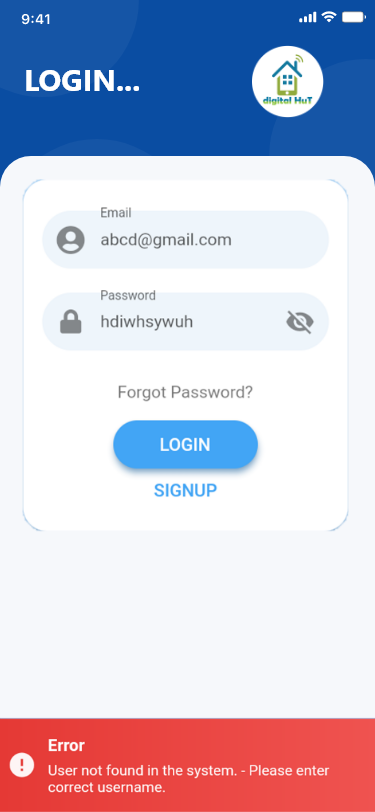 9:41
LOGIN...
digital HuT
Email
abcd@gmail.com
Password
hdiwhsywuh
Forgot Password?
LOGIN
SIGNUP
Error
User not found in the system. - Please enter
correct username.